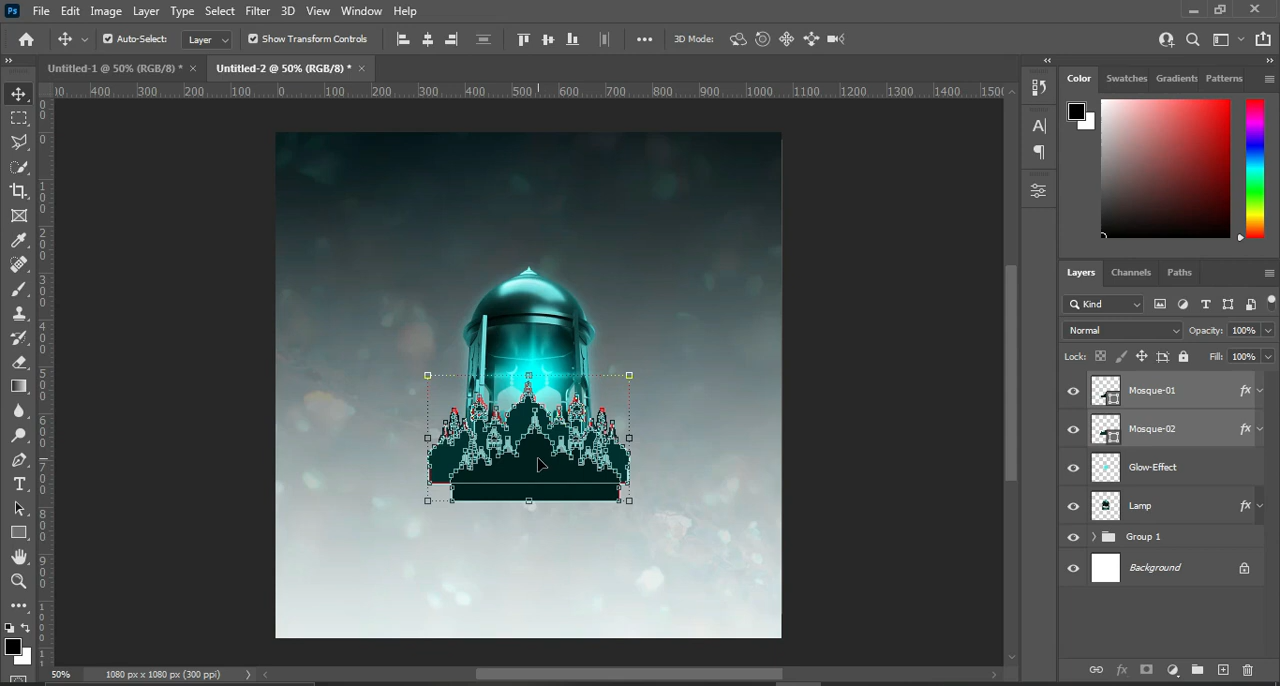 Ps File Edit Image Layer Type Select Filter 3D View Window Help
Auto-Select: Layer Show Transform Controls 3D Mode:
Untitled-1 @ 50% (RGB/8) * × Untitled-2 @ 50% (RGB/8) * ×
00 400 300 200 100 0 100 200 300 400 500 600 700 800 900 1000 1100 1200 1300 1400 1500
Color Swatches Gradients Patterns
Layers Channels Paths
Kind
Normal Opacity: 100%
Lock: Fill: 100%
Mosque-01 fx
Mosque-02 fx
Glow-Effect
Lamp fx
Group 1
Background
50% 1080 px x 1080 px (300 ppi)
fx